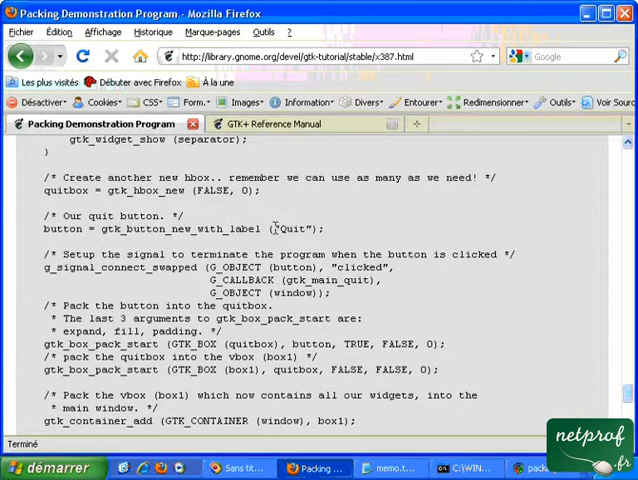 Packing Demonstration Program - Mozilla Firefox
Fichier Édition Affichage Historique Marque-pages Outils ?
http://library.gnome.org/devel/gtk-tutorial/stable/x387.html
Google
Les plus visités Débuter avec Firefox À la une
Désactiver Cookies CSS Form. Images Information Divers Entourer Redimensionner Outils Voir Sourc
Packing Demonstration Program GTK+ Reference Manual
gtk_widget_show (separator);
}
/* Create another new hbox.. remember we can use as many as we need! */
quitbox = gtk_hbox_new (FALSE, 0);
/* Our quit button. */
button = gtk_button_new_with_label ("Quit");
/* Setup the signal to terminate the program when the button is clicked */
g_signal_connect_swapped (G_OBJECT (button), "clicked",
G_CALLBACK (gtk_main_quit),
G_OBJECT (window));
/* Pack the button into the quitbox.
* The last 3 arguments to gtk_box_pack_start are:
* expand, fill, padding. */
gtk_box_pack_start (GTK_BOX (quitbox), button, TRUE, FALSE, 0);
/* pack the quitbox into the vbox (box1) */
gtk_box_pack_start (GTK_BOX (box1), quitbox, FALSE, FALSE, 0);
/* Pack the vbox (box1) which now contains all our widgets, into the
* main window. */
gtk_container_add (GTK_CONTAINER (window), box1);
Terminé
netprof
.fr
démarrer Sans tit... Packing ... memo.t... C:\WIN... pack